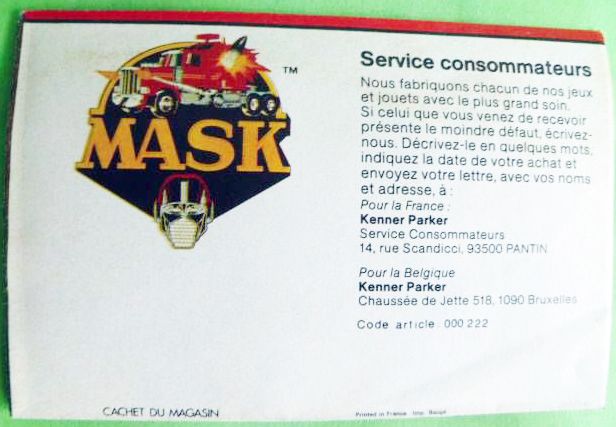 MASK
TM
Service consommateurs
Nous fabriquons chacun de nos jeux
et jouets avec le plus grand soin.
Si celui que vous venez de recevoir
présente le moindre défaut, écrivez-
nous. Décrivez-le en quelques mots,
indiquez la date de votre achat et
envoyez votre lettre, avec vos noms
et adresse, à :
Pour la France :
Kenner Parker
Service Consommateurs
14, rue Scandicci, 93500 PANTIN
Pour la Belgique
Kenner Parker
Chaussée de Jette 518, 1090 Bruxelles
Code article : 000 222
CACHET DU MAGASIN
Printed in France Imp.